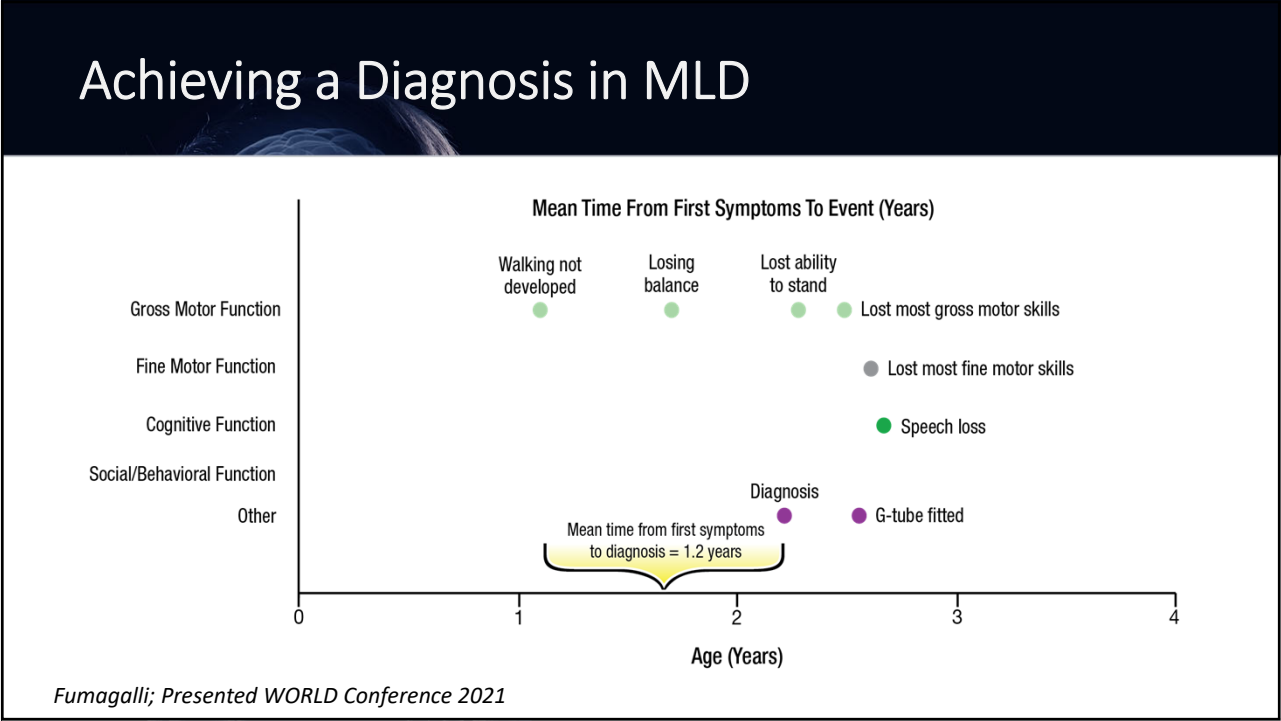 Achieving a Diagnosis in MLD
Mean Time From First Symptoms To Event (Years)
Walking not
developed
Losing
balance
Lost ability
to stand
Gross Motor Function
Lost most gross motor skills
Fine Motor Function
Lost most fine motor skills
Cognitive Function
Speech loss
Social/Behavioral Function
Diagnosis
Other
G-tube fitted
Mean time from first symptoms
to diagnosis = 1.2 years
0 1 2 3 4
Age (Years)
Fumagalli; Presented WORLD Conference 2021